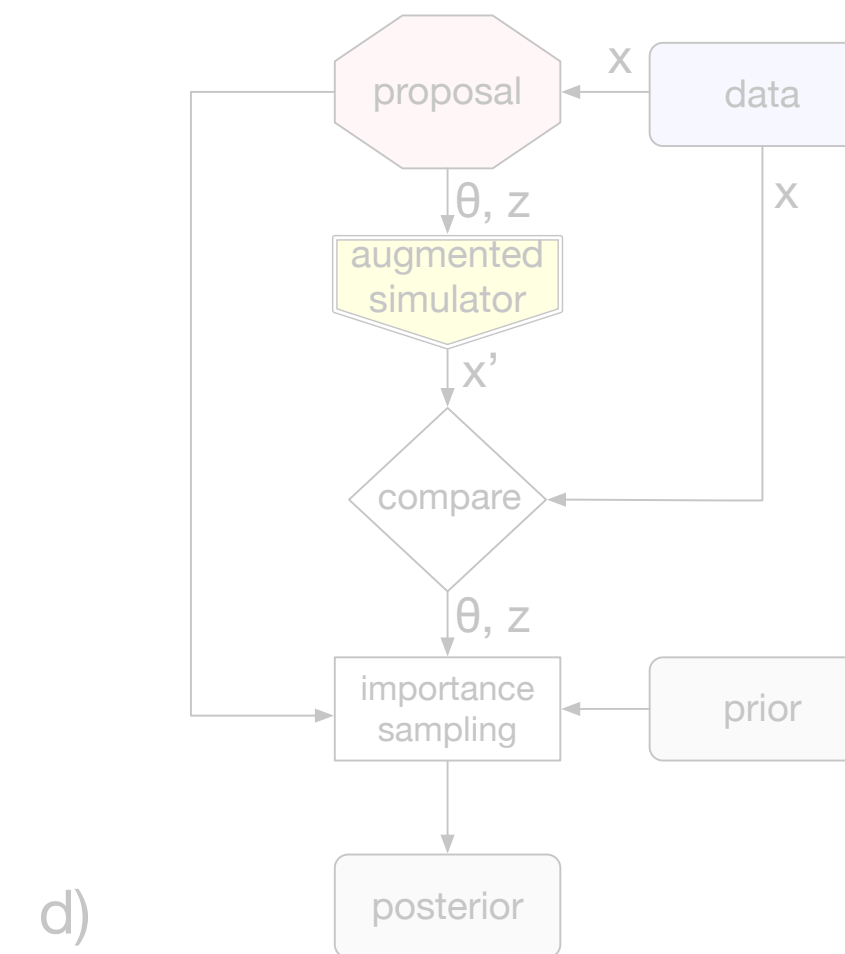 proposal
x
data
θ, z
x
augmented
simulator
x’
compare
θ, z
importance
sampling
prior
posterior
d)